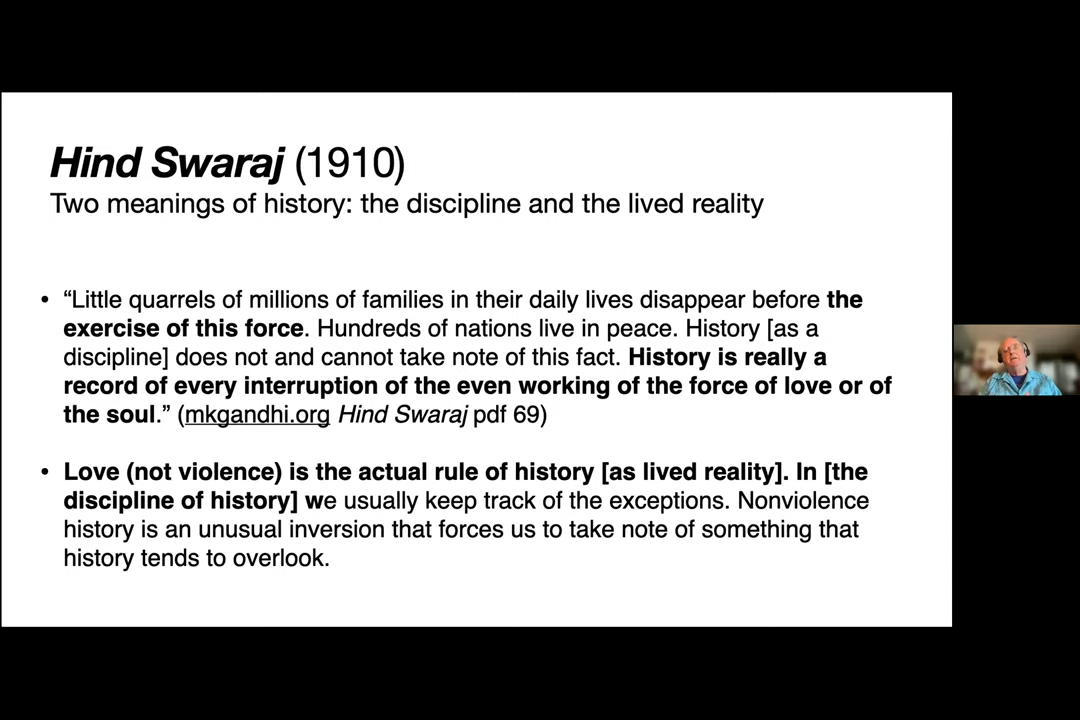 Hind Swaraj (1910)
Two meanings of history: the discipline and the lived reality
• “Little quarrels of millions of families in their daily lives disappear before the
exercise of this force. Hundreds of nations live in peace. History [as a
discipline] does not and cannot take note of this fact. History is really a
record of every interruption of the even working of the force of love or of
the soul.” (mkgandhi.org Hind Swaraj pdf 69)
• Love (not violence) is the actual rule of history [as lived reality]. In [the
discipline of history] we usually keep track of the exceptions. Nonviolence
history is an unusual inversion that forces us to take note of something that
history tends to overlook.